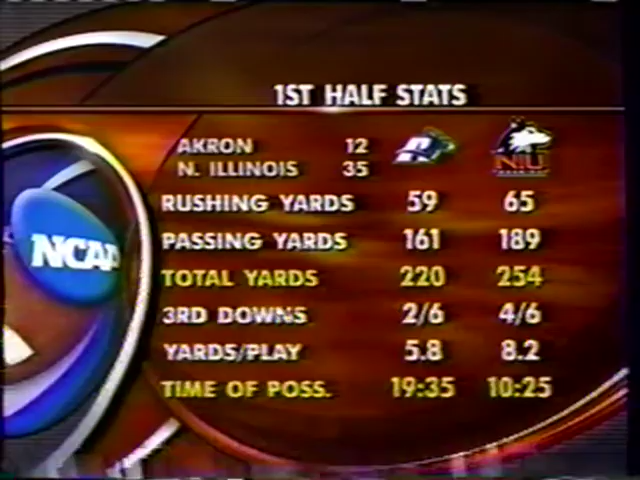 1ST HALF STATS
AKRON 12
N. ILLINOIS 35
NIU
RUSHING YARDS 59 65
PASSING YARDS 161 189
TOTAL YARDS 220 254
3RD DOWNS 2/6 4/6
YARDS/PLAY 5.8 8.2
TIME OF POSS. 19:35 10:25
NCAA